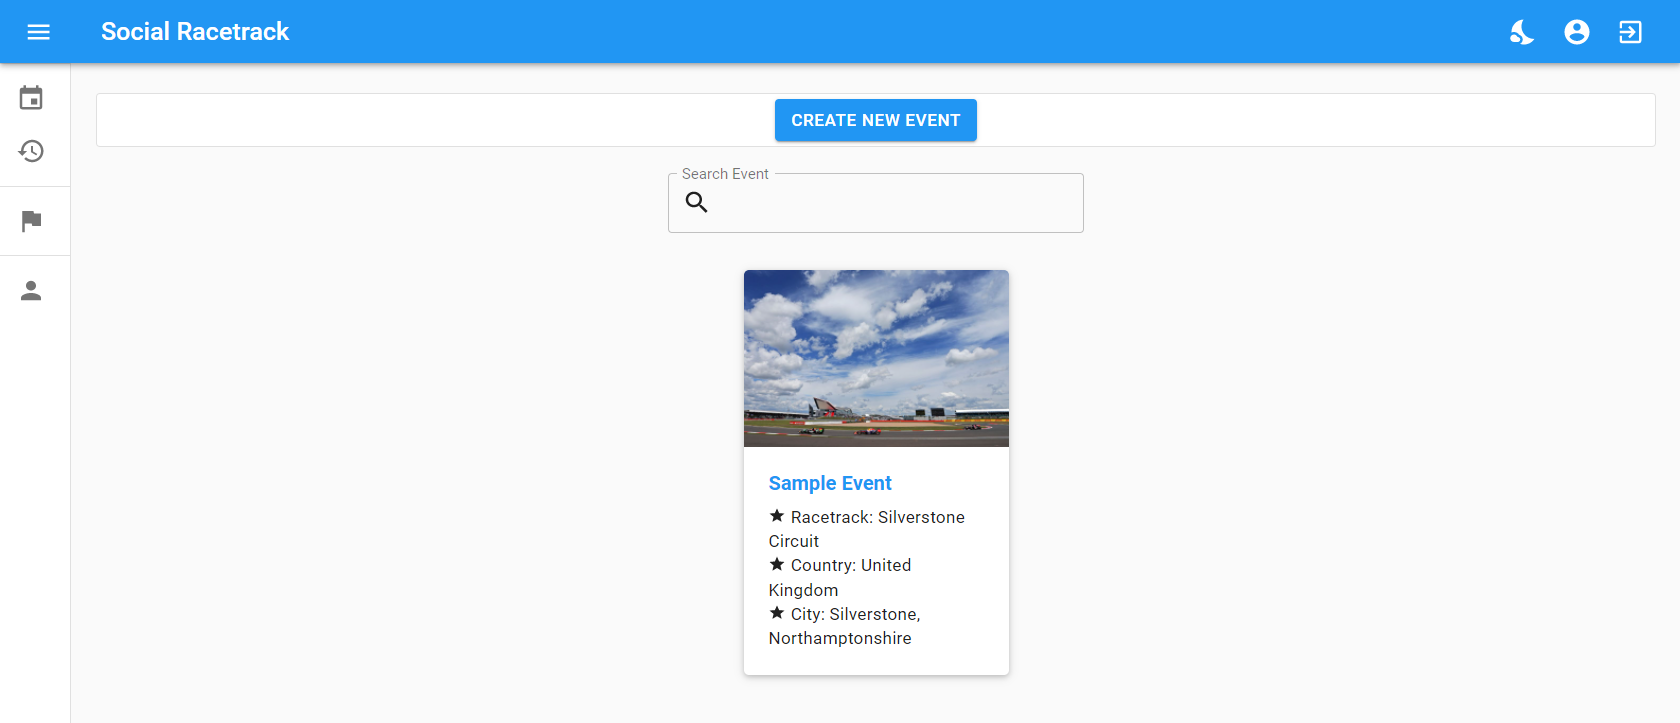 Social Racetrack
CREATE NEW EVENT
Search Event
Sample Event
★ Racetrack: Silverstone
Circuit
★ Country: United
Kingdom
★ City: Silverstone,
Northamptonshire